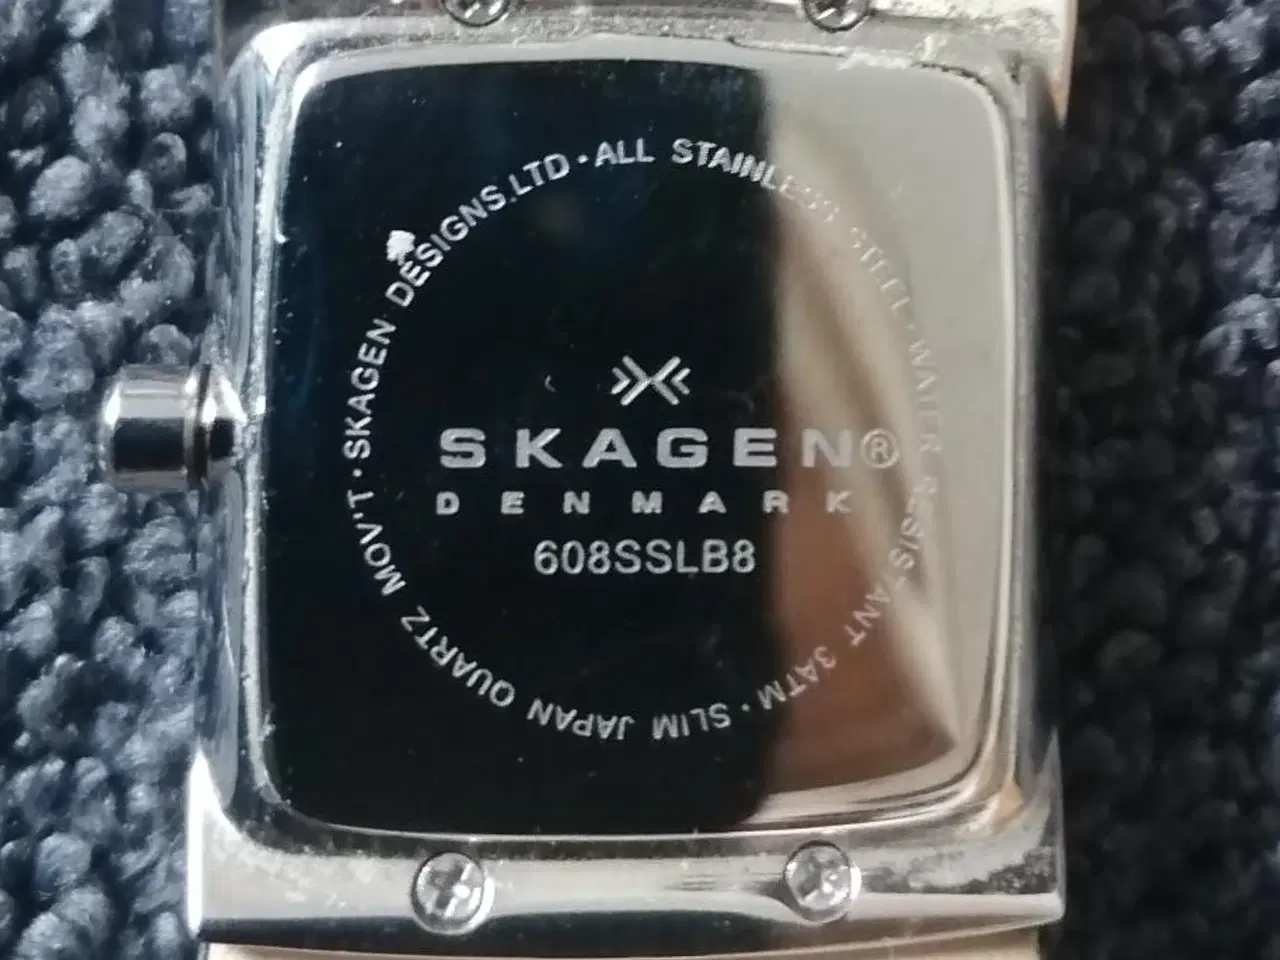 SKAGEN®
DENMARK
608SSLB8
SKAGEN DESIGNS,LTD·ALL STAINLESS STEEL·WATER RESISTANT 3ATM·SLIM JAPAN QUARTZ MOV'T·